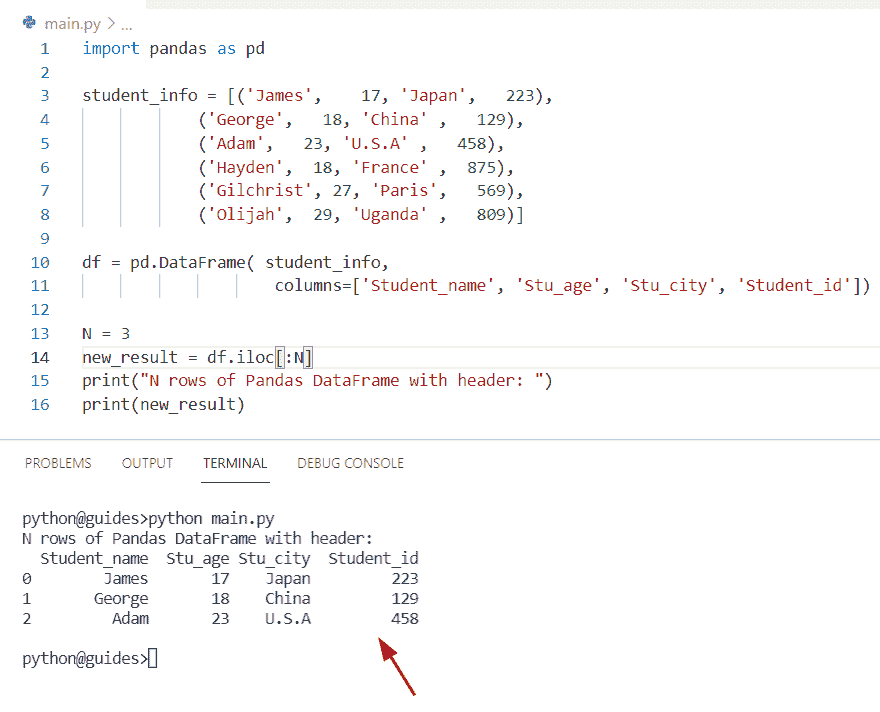 main.py > ...
1 import pandas as pd
2
3 student_info = [('James',    17, 'Japan',   223),
4             ('George',   18, 'China' ,   129),
5             ('Adam',   23, 'U.S.A' ,   458),
6             ('Hayden',  18, 'France' ,  875),
7             ('Gilchrist', 27, 'Paris',   569),
8             ('Olijah',  29, 'Uganda' ,   809)]
9
10 df = pd.DataFrame( student_info,
11                     columns=['Student_name', 'Stu_age', 'Stu_city', 'Student_id'])
12
13 N = 3
14 new_result = df.iloc[:N]
15 print("N rows of Pandas DataFrame with header: ")
16 print(new_result)
PROBLEMS OUTPUT TERMINAL DEBUG CONSOLE
python@guides>python main.py
N rows of Pandas DataFrame with header:
  Student_name  Stu_age Stu_city  Student_id
0        James       17    Japan         223
1       George       18    China         129
2         Adam       23    U.S.A         458
python@guides>